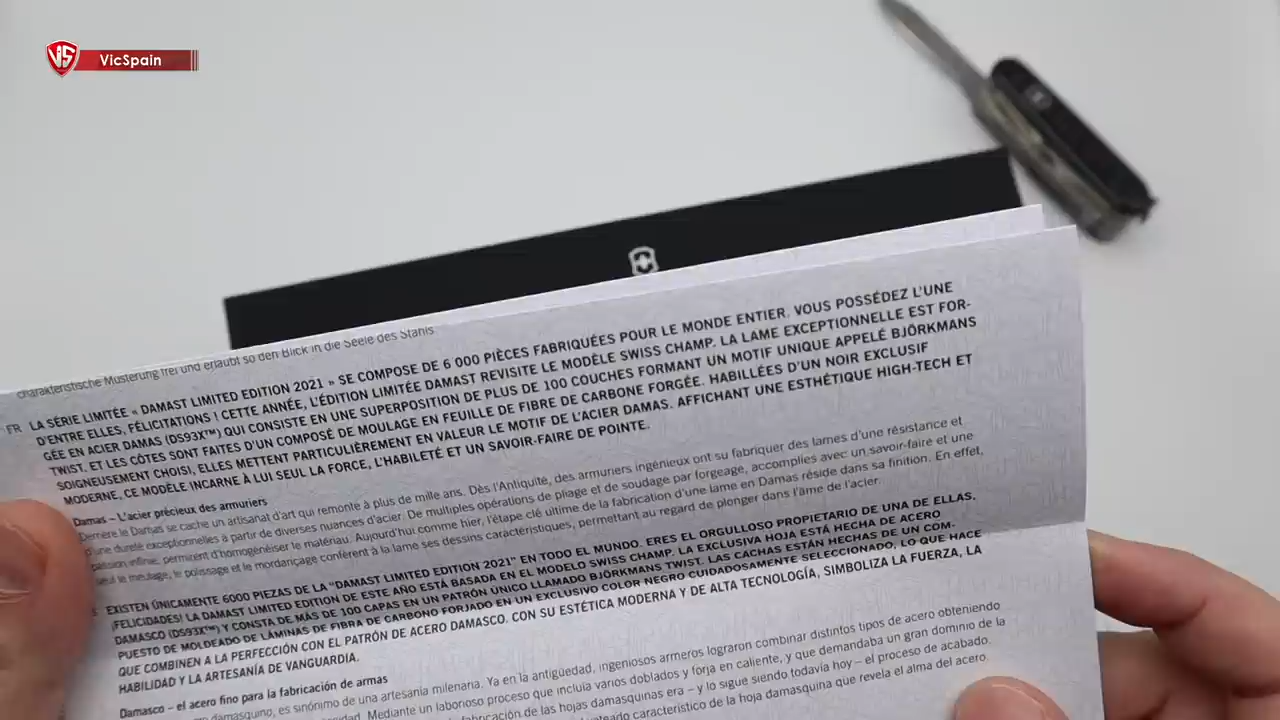 VicSpain
charakteristische Musterung frei und erlaubt so den Blick in die Seele des Stahls
FR LA SÉRIE LIMITÉE « DAMAST LIMITED EDITION 2021 » SE COMPOSE DE 6 000 PIÈCES FABRIQUÉES POUR LE MONDE ENTIER. VOUS POSSÉDEZ L'UNE
D'ENTRE ELLES, FÉLICITATIONS ! CETTE ANNÉE, L'ÉDITION LIMITÉE DAMAST REVISITE LE MODÈLE SWISS CHAMP. LA LAME EXCEPTIONNELLE EST FOR-
GÉE EN ACIER DAMAS (DS93X™) QUI CONSISTE EN UNE SUPERPOSITION DE PLUS DE 100 COUCHES FORMANT UN MOTIF UNIQUE APPELÉ BJÖRKMANS
TWIST. ET LES CÔTES SONT FAITES D'UN COMPOSÉ DE MOULAGE EN FEUILLE DE FIBRE DE CARBONE FORGÉE. HABILLÉES D'UN NOIR EXCLUSIF
SOIGNEUSEMENT CHOISI, ELLES METTENT PARTICULIÈREMENT EN VALEUR LE MOTIF DE L'ACIER DAMAS. AFFICHANT UNE ESTHÉTIQUE HIGH-TECH ET
MODERNE, CE MODÈLE INCARNE À LUI SEUL LA FORCE, L'HABILETÉ ET UN SAVOIR-FAIRE DE POINTE.
Damas – L'acier précieux des armuriers
Derrière le Damas se cache un artisanat d'art qui remonte à plus de mille ans. Dès l'Antiquité, des armuriers ingénieux ont su fabriquer des lames d'une résistance et
d'une dureté exceptionnelles à partir de diverses nuances d'acier. De multiples opérations de pliage et de soudage par forgeage, accomplies avec un savoir-faire et une
passion infinie, permirent d'homogénéiser le matériau. Aujourd'hui comme hier, l'étape clé ultime de la fabrication d'une lame en Damas réside dans sa finition. En effet,
seul le meulage, le polissage et le mordançage confèrent à la lame ses dessins caractéristiques, permettant au regard de plonger dans l'âme de l'acier.
EXISTEN ÚNICAMENTE 6000 PIEZAS DE LA "DAMAST LIMITED EDITION 2021" EN TODO EL MUNDO. ERES EL ORGULLOSO PROPIETARIO DE UNA DE ELLAS.
¡FELICIDADES! LA DAMAST LIMITED EDITION DE ESTE AÑO ESTÁ BASADA EN EL MODELO SWISS CHAMP. LA EXCLUSIVA HOJA ESTÁ HECHA DE ACERO
DAMASCO (DS93X™) Y CONSTA DE MÁS DE 100 CAPAS EN UN PATRÓN ÚNICO LLAMADO BJÖRKMANS TWIST. LAS CACHAS ESTÁN HECHAS DE UN COM-
PUESTO DE MOLDEADO DE LÁMINAS DE FIBRA DE CARBONO FORJADO EN UN EXCLUSIVO COLOR NEGRO CUIDADOSAMENTE SELECCIONADO, LO QUE HACE
QUE COMBINEN A LA PERFECCIÓN CON EL PATRÓN DE ACERO DAMASCO. CON SU ESTÉTICA MODERNA Y DE ALTA TECNOLOGÍA, SIMBOLIZA LA FUERZA, LA
HABILIDAD Y LA ARTESANÍA DE VANGUARDIA.
Damasco – el acero fino para la fabricación de armas
damasquino, es sinónimo de una artesanía milenaria. Ya en la antigüedad, ingeniosos armeros lograron combinar distintos tipos de acero obteniendo
Mediante un laborioso proceso que incluía varios doblados y forja en caliente, y que demandaba un gran dominio de la
fabricación de las hojas damasquinas era – y lo sigue siendo todavía hoy – el proceso de acabado.
característico de la hoja damasquina que revela el alma del acero.